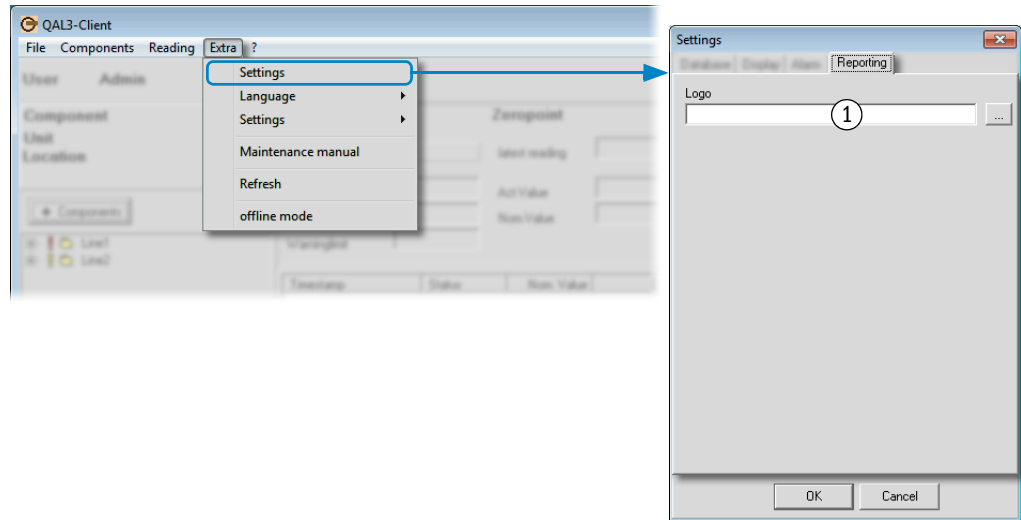 QAL3-Client
File Components Reading Extra ?
User Admin
Component
Unit
Location
Components
Line1
Line2
Settings
Language
Settings
Maintenance manual
Refresh
offline mode
Zeropoint
latest reading
Act Value
Nom Value
Warninglimit
Timestamp Status Nom. Value
Settings
Database Display Alarm Reporting
Logo
1
...
OK Cancel